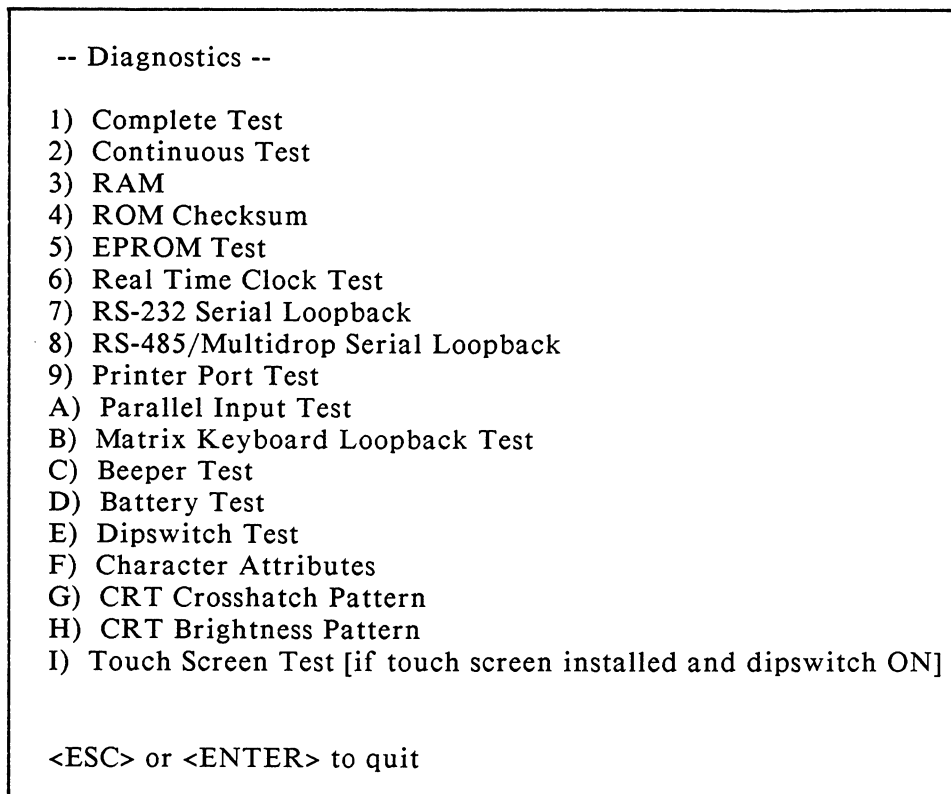 -- Diagnostics --
1) Complete Test
2) Continuous Test
3) RAM
4) ROM Checksum
5) EPROM Test
6) Real Time Clock Test
7) RS-232 Serial Loopback
8) RS-485/Multidrop Serial Loopback
9) Printer Port Test
A) Parallel Input Test
B) Matrix Keyboard Loopback Test
C) Beeper Test
D) Battery Test
E) Dipswitch Test
F) Character Attributes
G) CRT Crosshatch Pattern
H) CRT Brightness Pattern
I) Touch Screen Test [if touch screen installed and dipswitch ON]
<ESC> or <ENTER> to quit